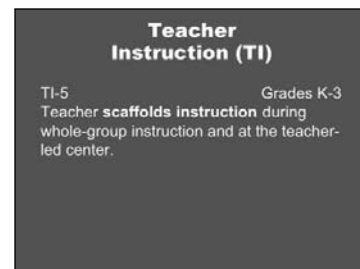 Teacher
Instruction (TI)
TI-5 Grades K-3
Teacher scaffolds instruction during
whole-group instruction and at the teacher-
led center.